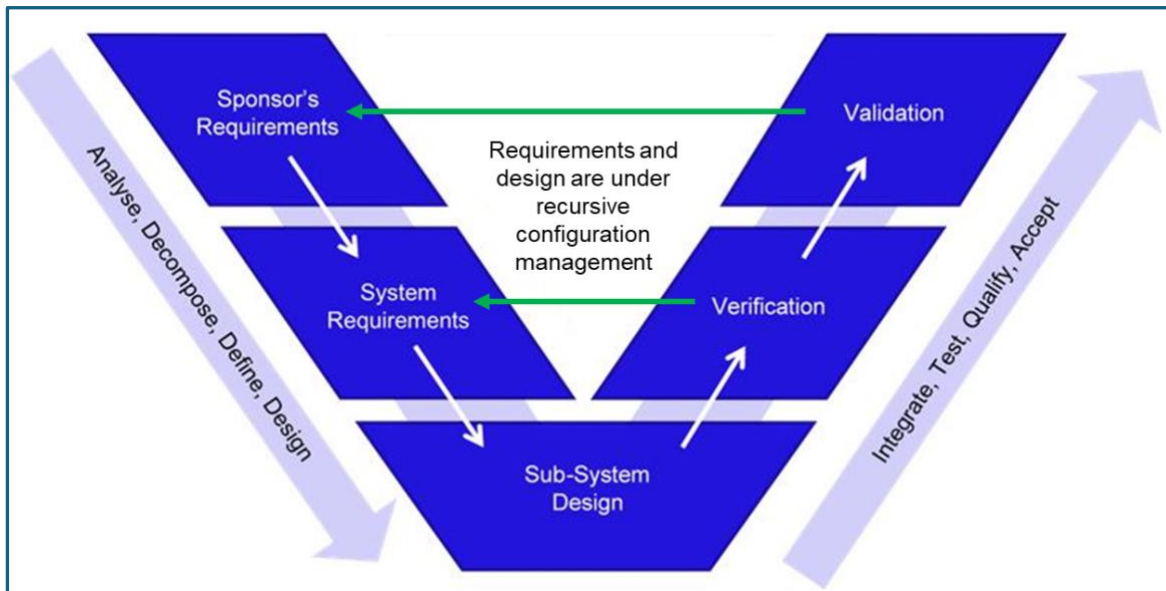 Sponsor's
Requirements
Validation
Requirements and
design are under
recursive
configuration
management
Analyse, Decompose, Define, Design
System
Requirements
Verification
Integrate, Test, Qualify, Accept
Sub-System
Design